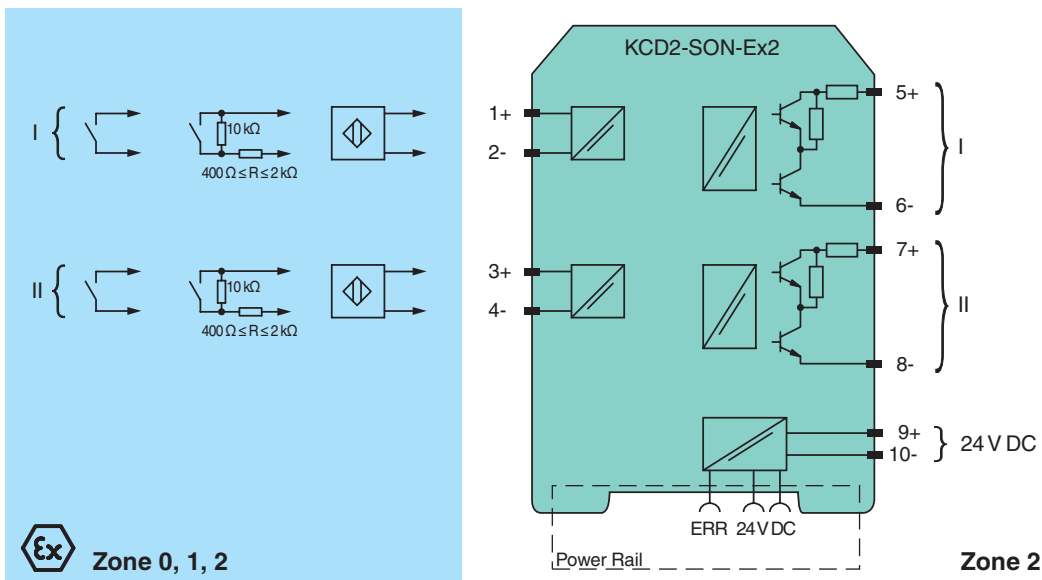 KCD2-SON-Ex2
I
10 kΩ
400 Ω ≤ R ≤ 2 kΩ
1+
2-
5+
6-
I
II
10 kΩ
400 Ω ≤ R ≤ 2 kΩ
3+
4-
7+
8-
II
9+
10-
24 V DC
ERR 24 V DC
Power Rail
Ex Zone 0, 1, 2
Zone 2